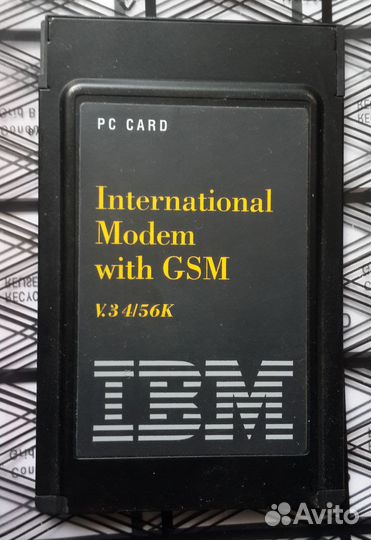 PC CARD
International
Modem
with GSM
V.34/56K
IBM
Avito